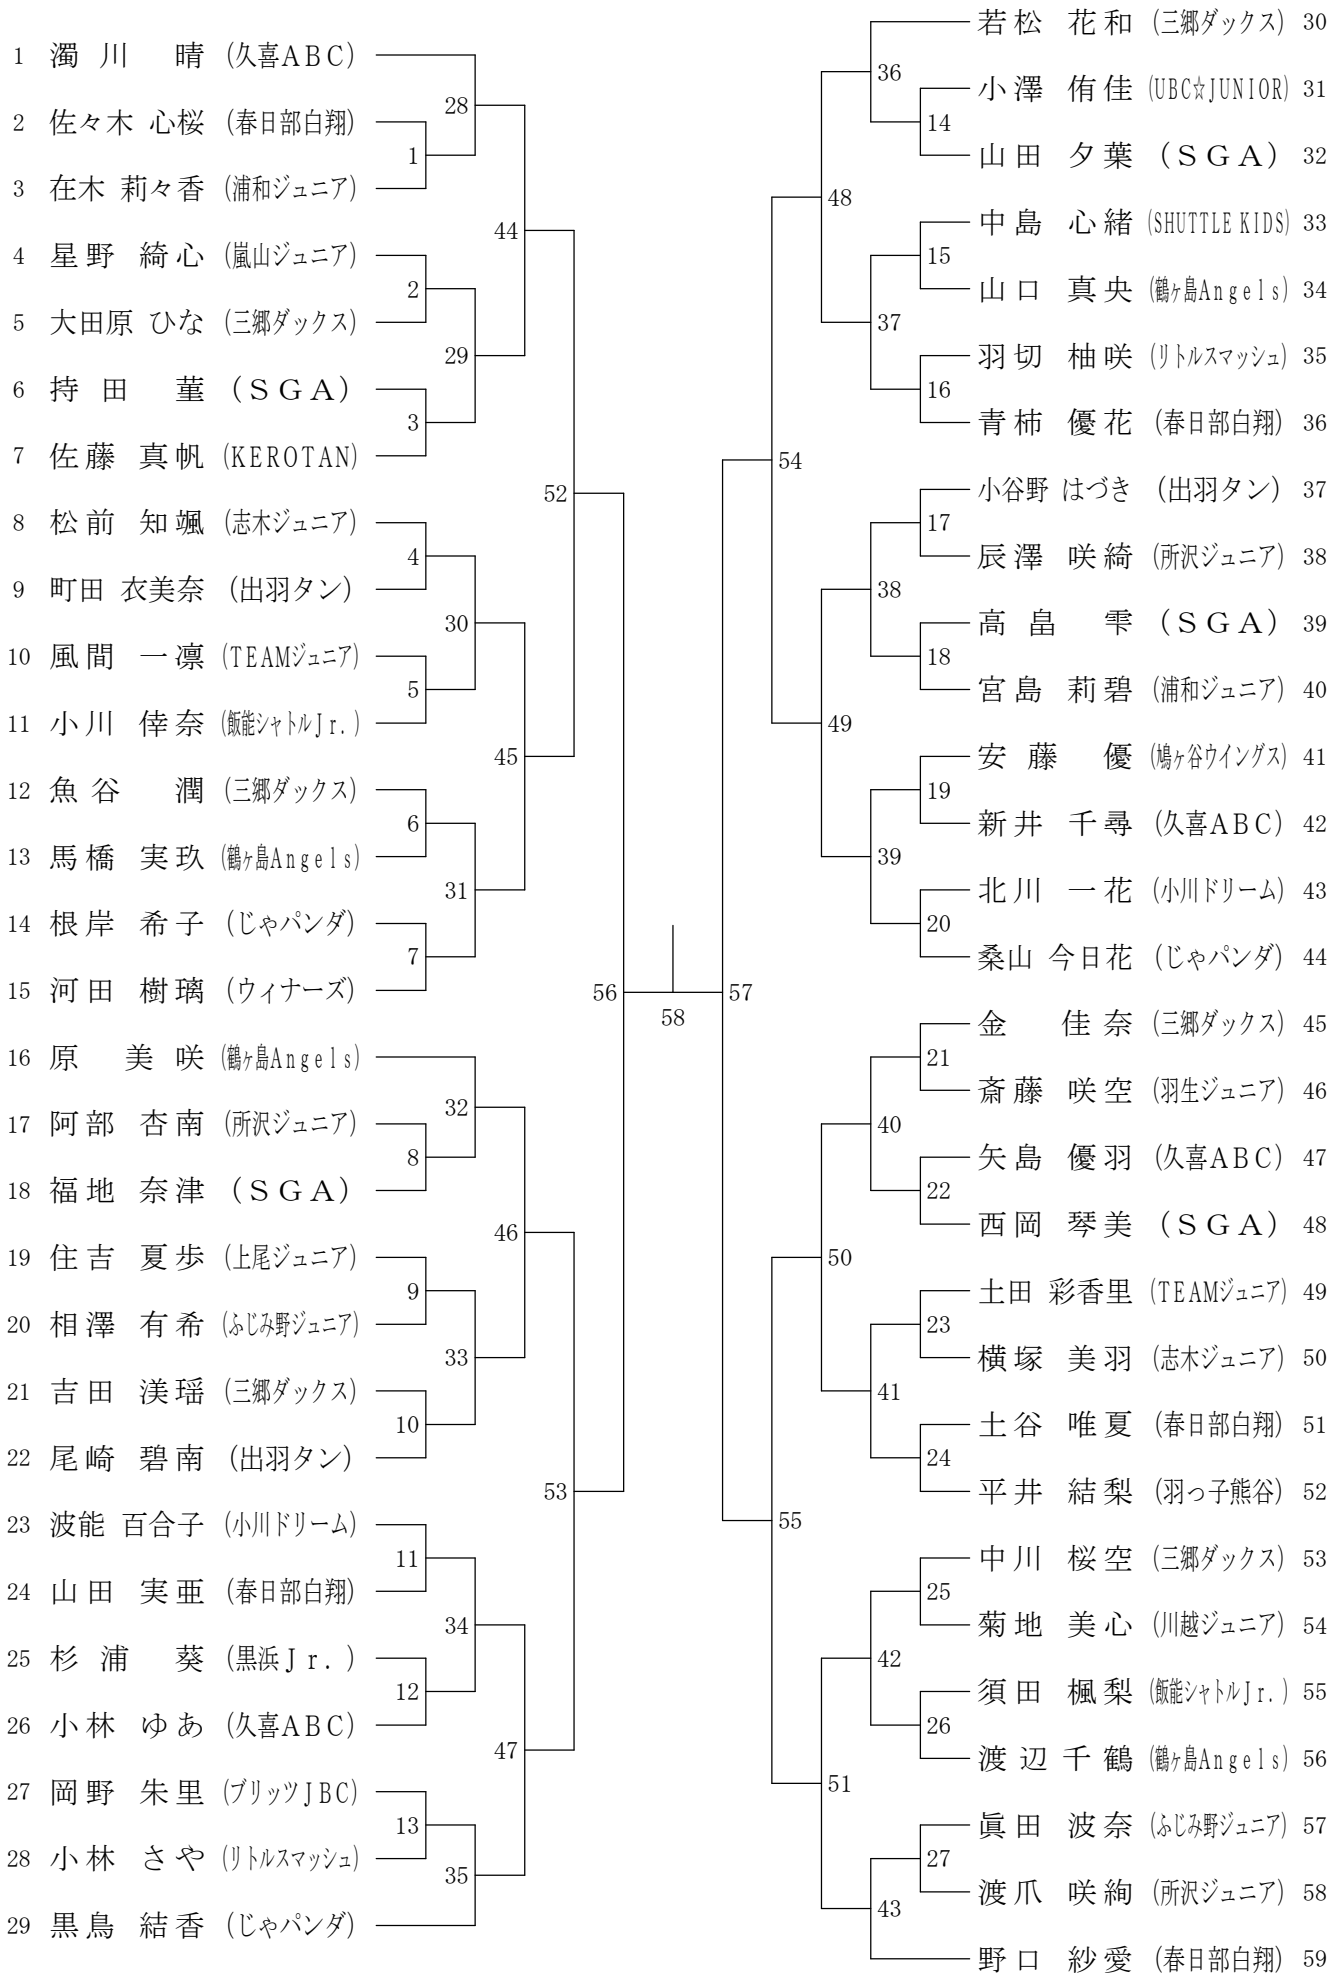 1 濁川 晴 (久喜ABC)
2 佐々木 心桜 (春日部白翔)
3 在木 莉々香 (浦和ジュニア)
4 星野 綺心 (嵐山ジュニア)
5 大田原 ひな (三郷ダックス)
6 持田 菫 (SGA)
7 佐藤 真帆 (KEROTAN)
8 松前 知颯 (志木ジュニア)
9 町田 衣美奈 (出羽タン)
10 風間 一凛 (TEAMジュニア)
11 小川 倖奈 (飯能シャトルJr.)
12 魚谷 潤 (三郷ダックス)
13 馬橋 実玖 (鶴ヶ島Angels)
14 根岸 希子 (じゃパンダ)
15 河田 樹璃 (ウィナーズ)
16 原 美咲 (鶴ヶ島Angels)
17 阿部 杏南 (所沢ジュニア)
18 福地 奈津 (SGA)
19 住吉 夏歩 (上尾ジュニア)
20 相澤 有希 (ふじみ野ジュニア)
21 吉田 渼瑶 (三郷ダックス)
22 尾崎 碧南 (出羽タン)
23 波能 百合子 (小川ドリーム)
24 山田 実亜 (春日部白翔)
25 杉浦 葵 (黒浜Jr.)
26 小林 ゆあ (久喜ABC)
27 岡野 朱里 (ブリッツJBC)
28 小林 さや (リトルスマッシュ)
29 黒鳥 結香 (じゃパンダ)
1
2
3
4
5
6
7
8
9
10
11
12
13
28
29
30
31
32
33
34
35
44
45
46
47
52
53
56
58
57
54
55
48
49
50
51
36
37
38
39
40
41
42
43
14
15
16
17
18
19
20
21
22
23
24
25
26
27
若松 花和 (三郷ダックス) 30
小澤 侑佳 (UBC☆JUNIOR) 31
山田 夕葉 (SGA) 32
中島 心緒 (SHUTTLE KIDS) 33
山口 真央 (鶴ヶ島Angels) 34
羽切 柚咲 (リトルスマッシュ) 35
青柿 優花 (春日部白翔) 36
小谷野 はづき (出羽タン) 37
辰澤 咲綺 (所沢ジュニア) 38
高畠 雫 (SGA) 39
宮島 莉碧 (浦和ジュニア) 40
安藤 優 (鳩ヶ谷ウイングス) 41
新井 千尋 (久喜ABC) 42
北川 一花 (小川ドリーム) 43
桑山 今日花 (じゃパンダ) 44
金 佳奈 (三郷ダックス) 45
斎藤 咲空 (羽生ジュニア) 46
矢島 優羽 (久喜ABC) 47
西岡 琴美 (SGA) 48
土田 彩香里 (TEAMジュニア) 49
横塚 美羽 (志木ジュニア) 50
土谷 唯夏 (春日部白翔) 51
平井 結梨 (羽っ子熊谷) 52
中川 桜空 (三郷ダックス) 53
菊地 美心 (川越ジュニア) 54
須田 楓梨 (飯能シャトルJr.) 55
渡辺千鶴 (鶴ヶ島Angels) 56
眞田 波奈 (ふじみ野ジュニア) 57
渡爪 咲絢 (所沢ジュニア) 58
野口 紗愛 (春日部白翔) 59